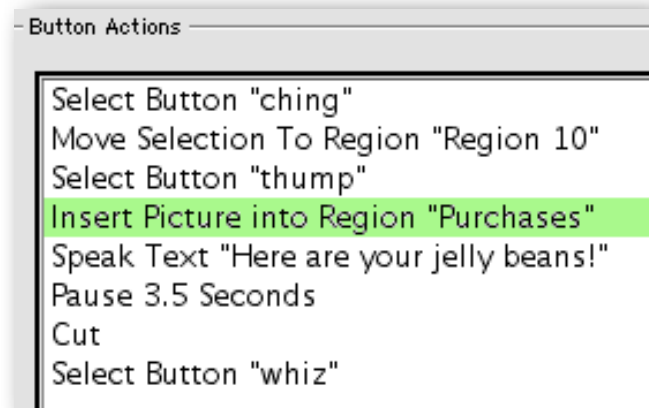 Button Actions
Select Button "ching"
Move Selection To Region "Region 10"
Select Button "thump"
Insert Picture into Region "Purchases"
Speak Text "Here are your jelly beans!"
Pause 3.5 Seconds
Cut
Select Button "whiz"